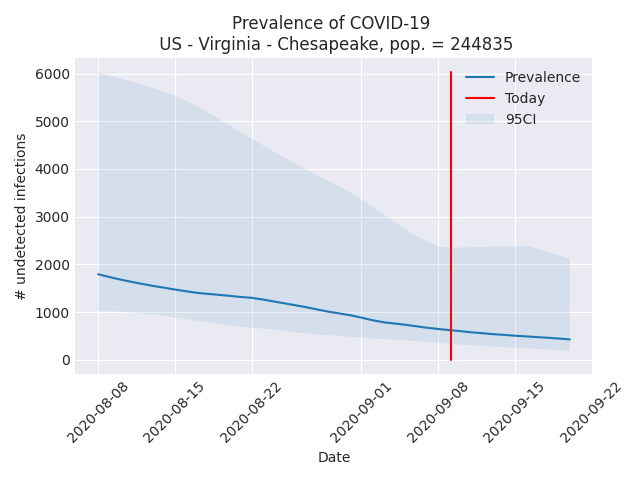 Prevalence of COVID-19
US - Virginia - Chesapeake, pop. = 244835
Prevalence
Today
95CI
# undetected infections
6000
5000
4000
3000
2000
1000
0
2020-08-08
2020-08-15
2020-08-22
2020-09-01
2020-09-08
2020-09-15
2020-09-22
Date